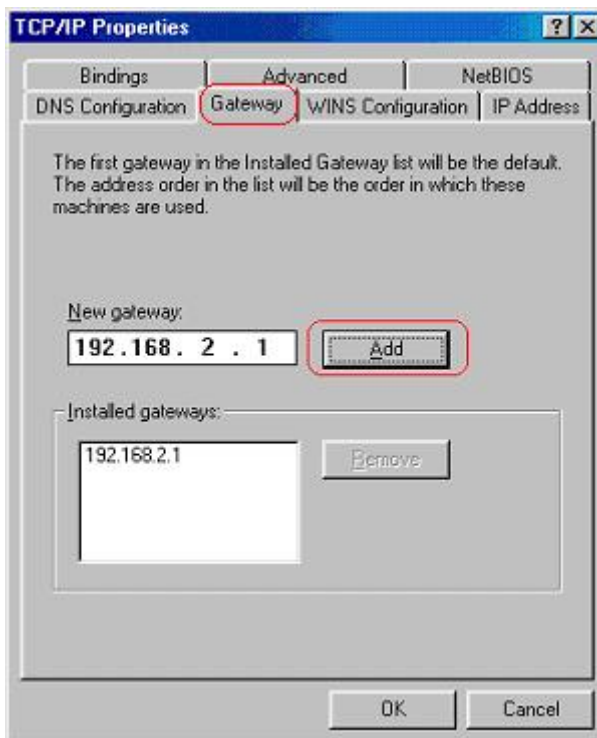 TCP/IP Properties
Bindings Advanced NetBIOS
DNS Configuration Gateway WINS Configuration IP Address
The first gateway in the Installed Gateway list will be the default.
The address order in the list will be the order in which these
machines are used.
New gateway:
192.168. 2 . 1 Add
Installed gateways:
192.168.2.1 Remove
OK Cancel